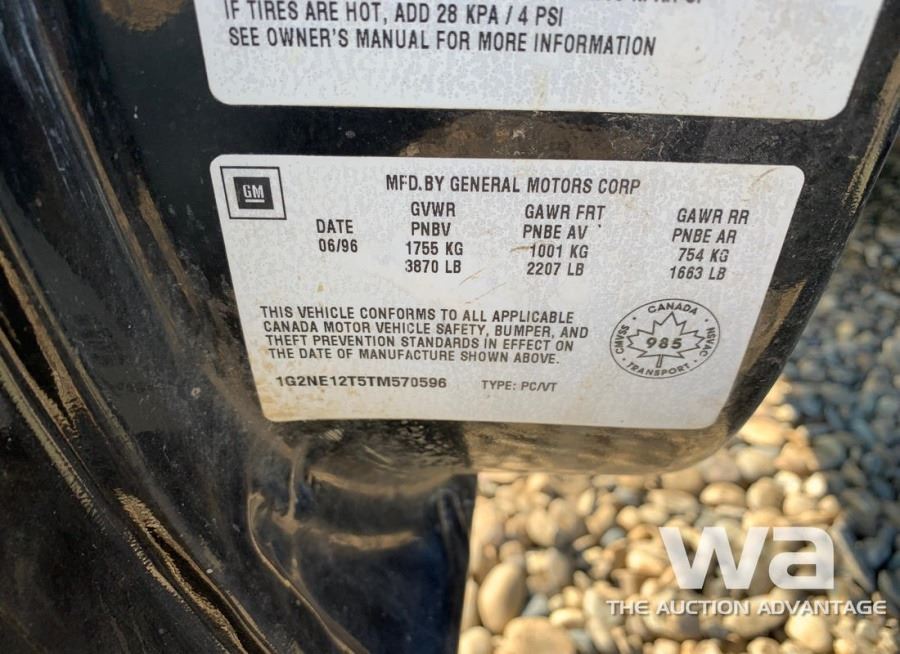 IF TIRES ARE HOT, ADD 28 KPA / 4 PSI
SEE OWNER'S MANUAL FOR MORE INFORMATION
GM
MFD.BY GENERAL MOTORS CORP
DATE GVWR GAWR FRT GAWR RR
06/96 PNBV PNBE AV PNBE AR
1755 KG 1001 KG 754 KG
3870 LB 2207 LB 1663 LB
THIS VEHICLE CONFORMS TO ALL APPLICABLE
CANADA MOTOR VEHICLE SAFETY, BUMPER, AND
THEFT PREVENTION STANDARDS IN EFFECT ON
THE DATE OF MANUFACTURE SHOWN ABOVE.
CANADA
CMVSS 985 NSVAC
TRANSPORT
1G2NE12T5TM570596 TYPE: PC/VT
wa
THE AUCTION ADVANTAGE